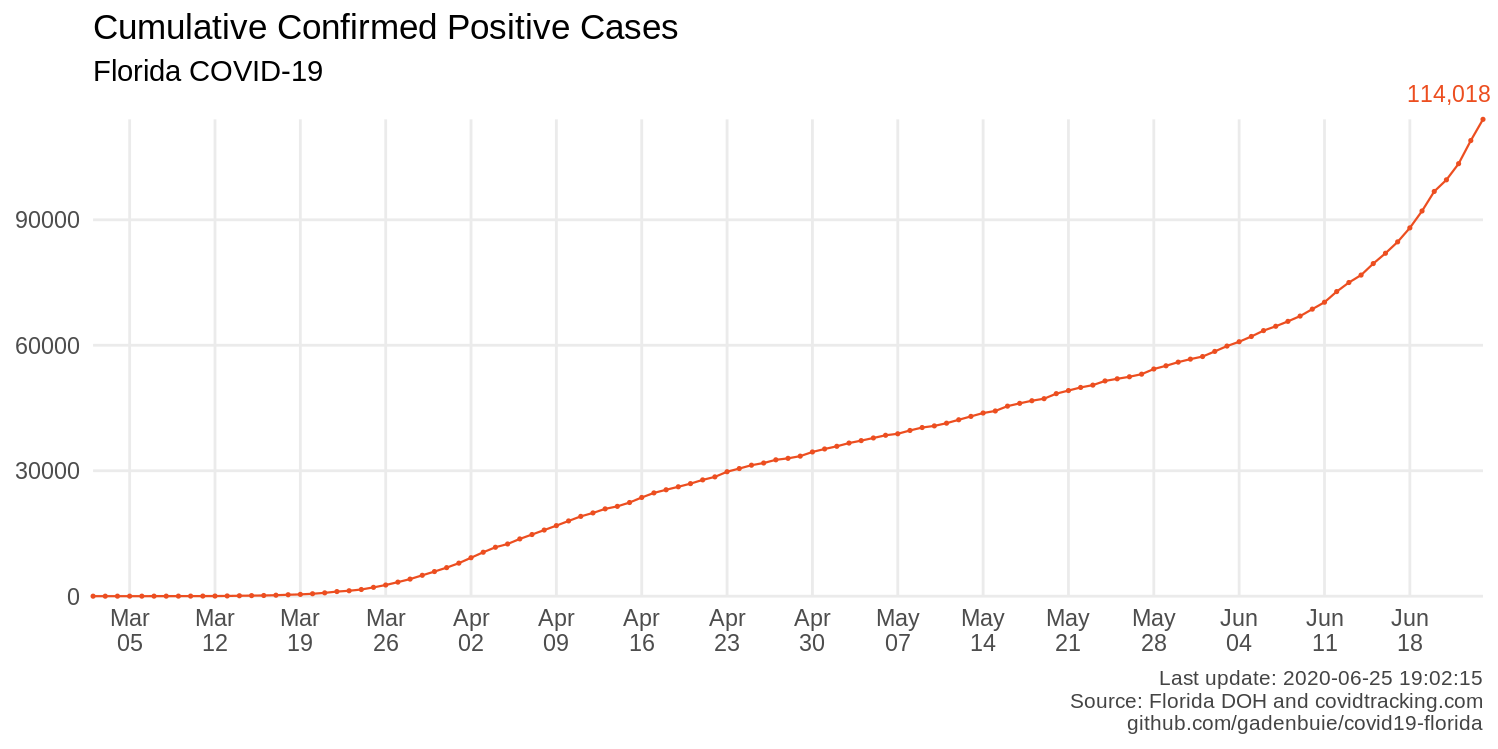 Cumulative Confirmed Positive Cases
Florida COVID-19
114,018
90000
60000
30000
0
Mar Mar Mar Mar Apr Apr Apr Apr Apr May May May May Jun Jun Jun
05 12 19 26 02 09 16 23 30 07 14 21 28 04 11 18
Last update: 2020-06-25 19:02:15
Source: Florida DOH and covidtracking.com
github.com/gadenbuie/covid19-florida